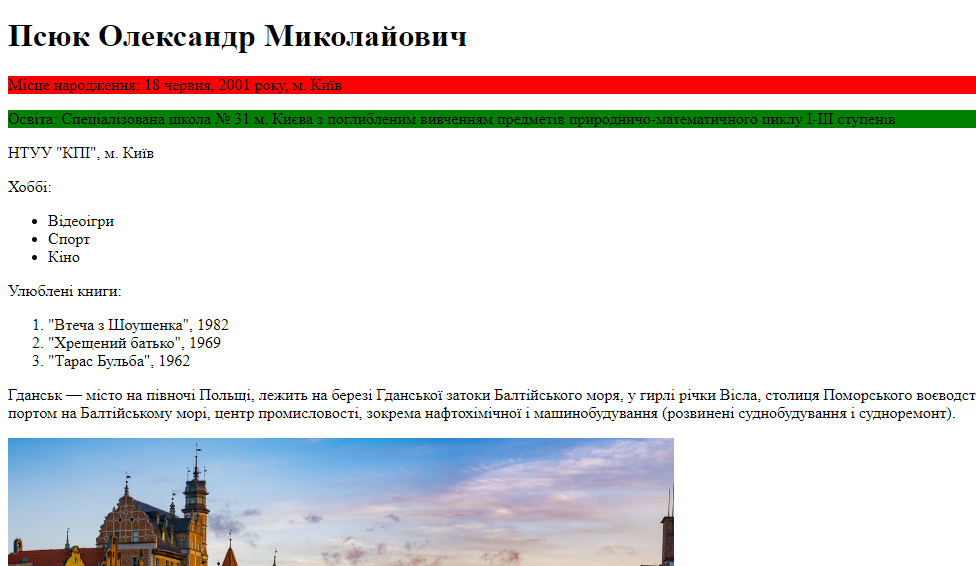 Псюк Олександр Миколайович
Місце народження: 18 червня, 2001 року, м. Київ
Освіта: Спеціалізована школа № 31 м. Києва з поглибленим вивченням предметів природничо-математичного циклу І-ІІІ ступенів
НТУУ "КПІ", м. Київ
Хоббі:
• Відеоігри
• Спорт
• Кіно
Улюблені книги:
1. "Втеча з Шоушенка", 1982
2. "Хрещений батько", 1969
3. "Тарас Бульба", 1962
Гданськ — місто на півночі Польщі, лежить на березі Гданської затоки Балтійського моря, у гирлі річки Вісла, столиця Поморського воєводст
портом на Балтійському морі, центр промисловості, зокрема нафтохімічної і машинобудування (розвинені суднобудування і судноремонт).